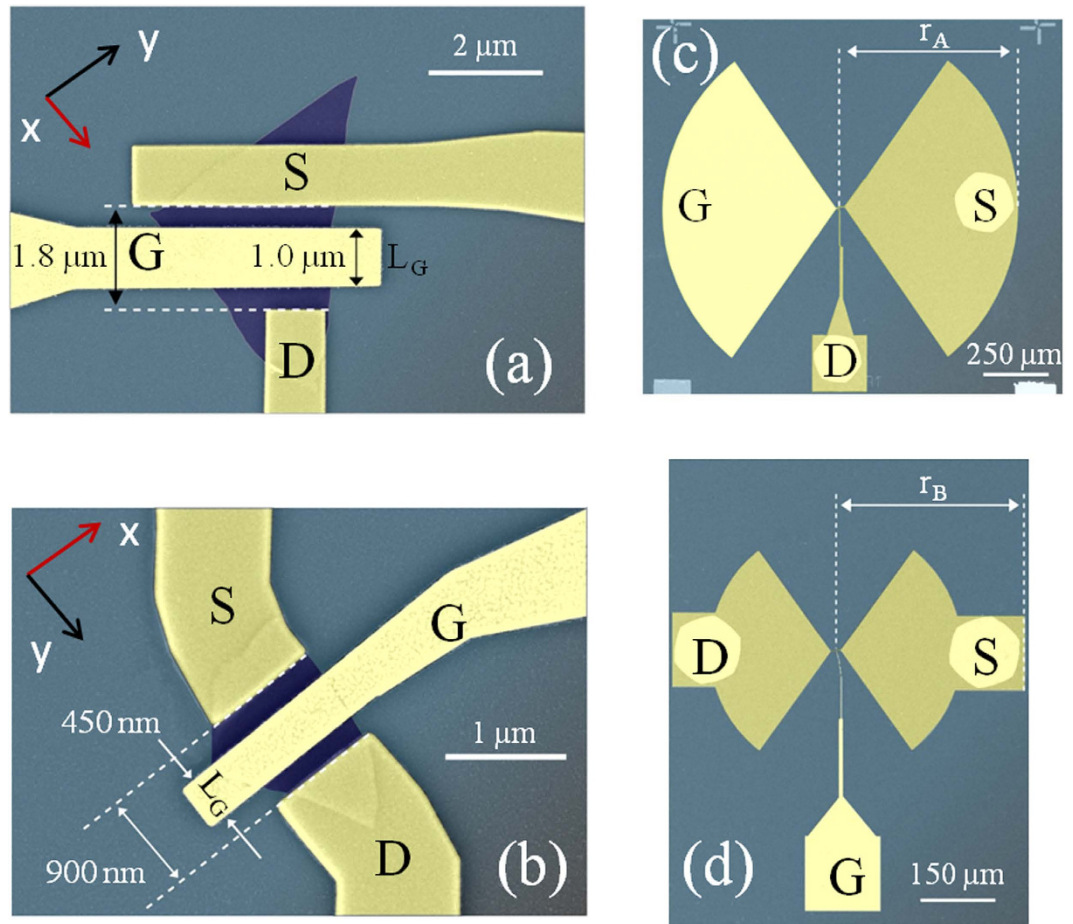 y
x
2 μm
S
1.8 μm
G
1.0 μm
L_G
D
(a)
(c)
r_A
G
S
D
250 μm
x
y
S
G
450 nm
1 μm
L_G
900 nm
D
(b)
r_B
D
S
(d)
G
150 μm